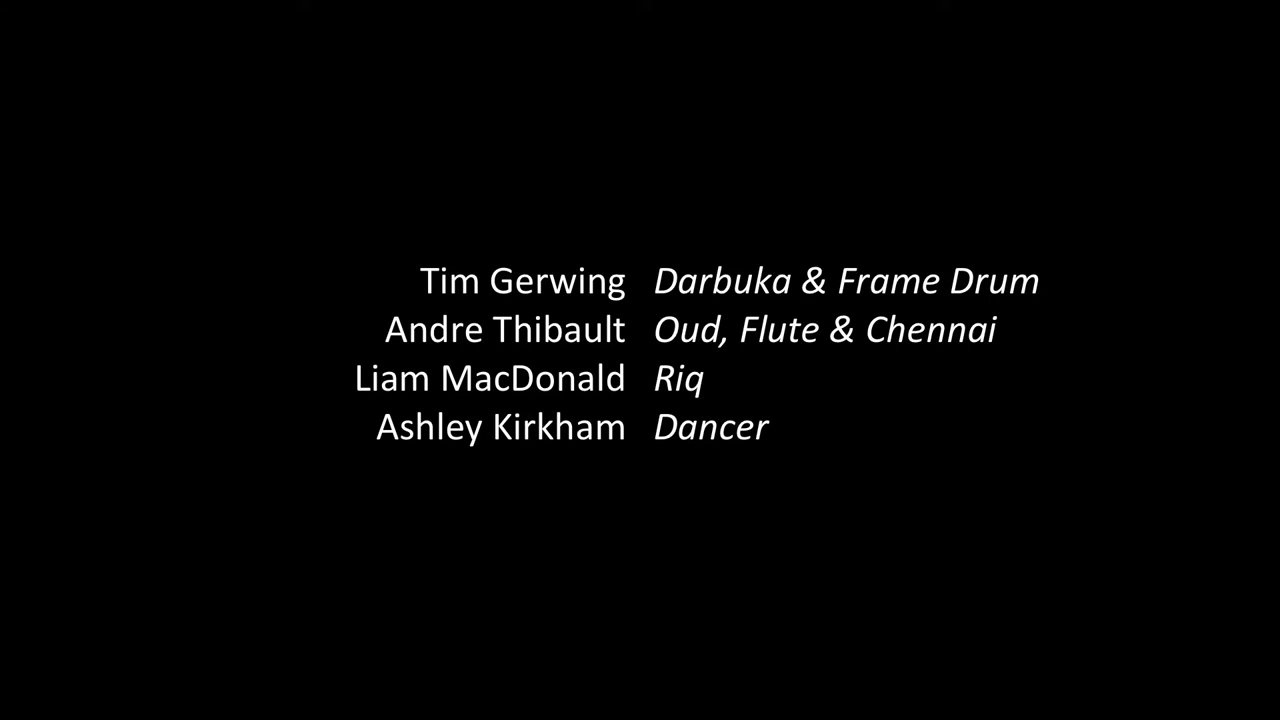 Tim Gerwing Darbuka & Frame Drum
Andre Thibault Oud, Flute & Chennai
Liam MacDonald Riq
Ashley Kirkham Dancer